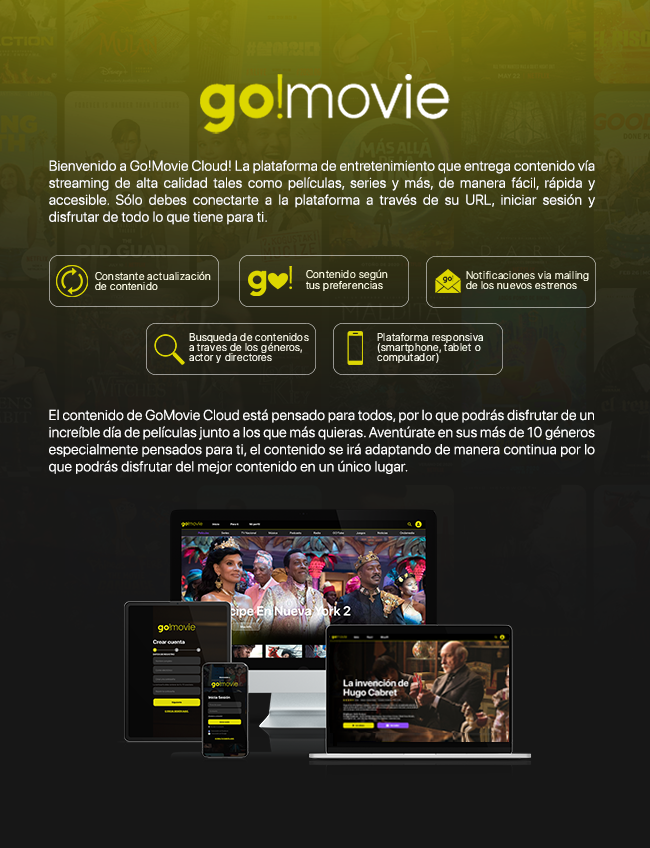 go!movie
Bienvenido a Go!Movie Cloud! La plataforma de entretenimiento que entrega contenido vía
streaming de alta calidad tales como películas, series y más, de manera fácil, rápida y
accesible. Sólo debes conectarte a la plataforma a través de su URL, iniciar sesión y
disfrutar de todo lo que tiene para ti.
Constante actualización
de contenido
go!
Contenido según
tus preferencias
go!
Notificaciones via mailing
de los nuevos estrenos
Busqueda de contenidos
a traves de los géneros,
actor y directores
Plataforma responsiva
(smartphone, tablet o
computador)
El contenido de GoMovie Cloud está pensado para todos, por lo que podrás disfrutar de un
increíble día de películas junto a los que más quieras. Aventúrate en sus más de 10 géneros
especialmente pensados para ti, el contenido se irá adaptando de manera continua por lo
que podrás disfrutar del mejor contenido en un único lugar.
go!movie
cipe En Nueva York 2
go!movie
Crear cuenta
Siguiente
go!movie
Iniciar Sesión
go!movie
La invención de
Hugo Cabret